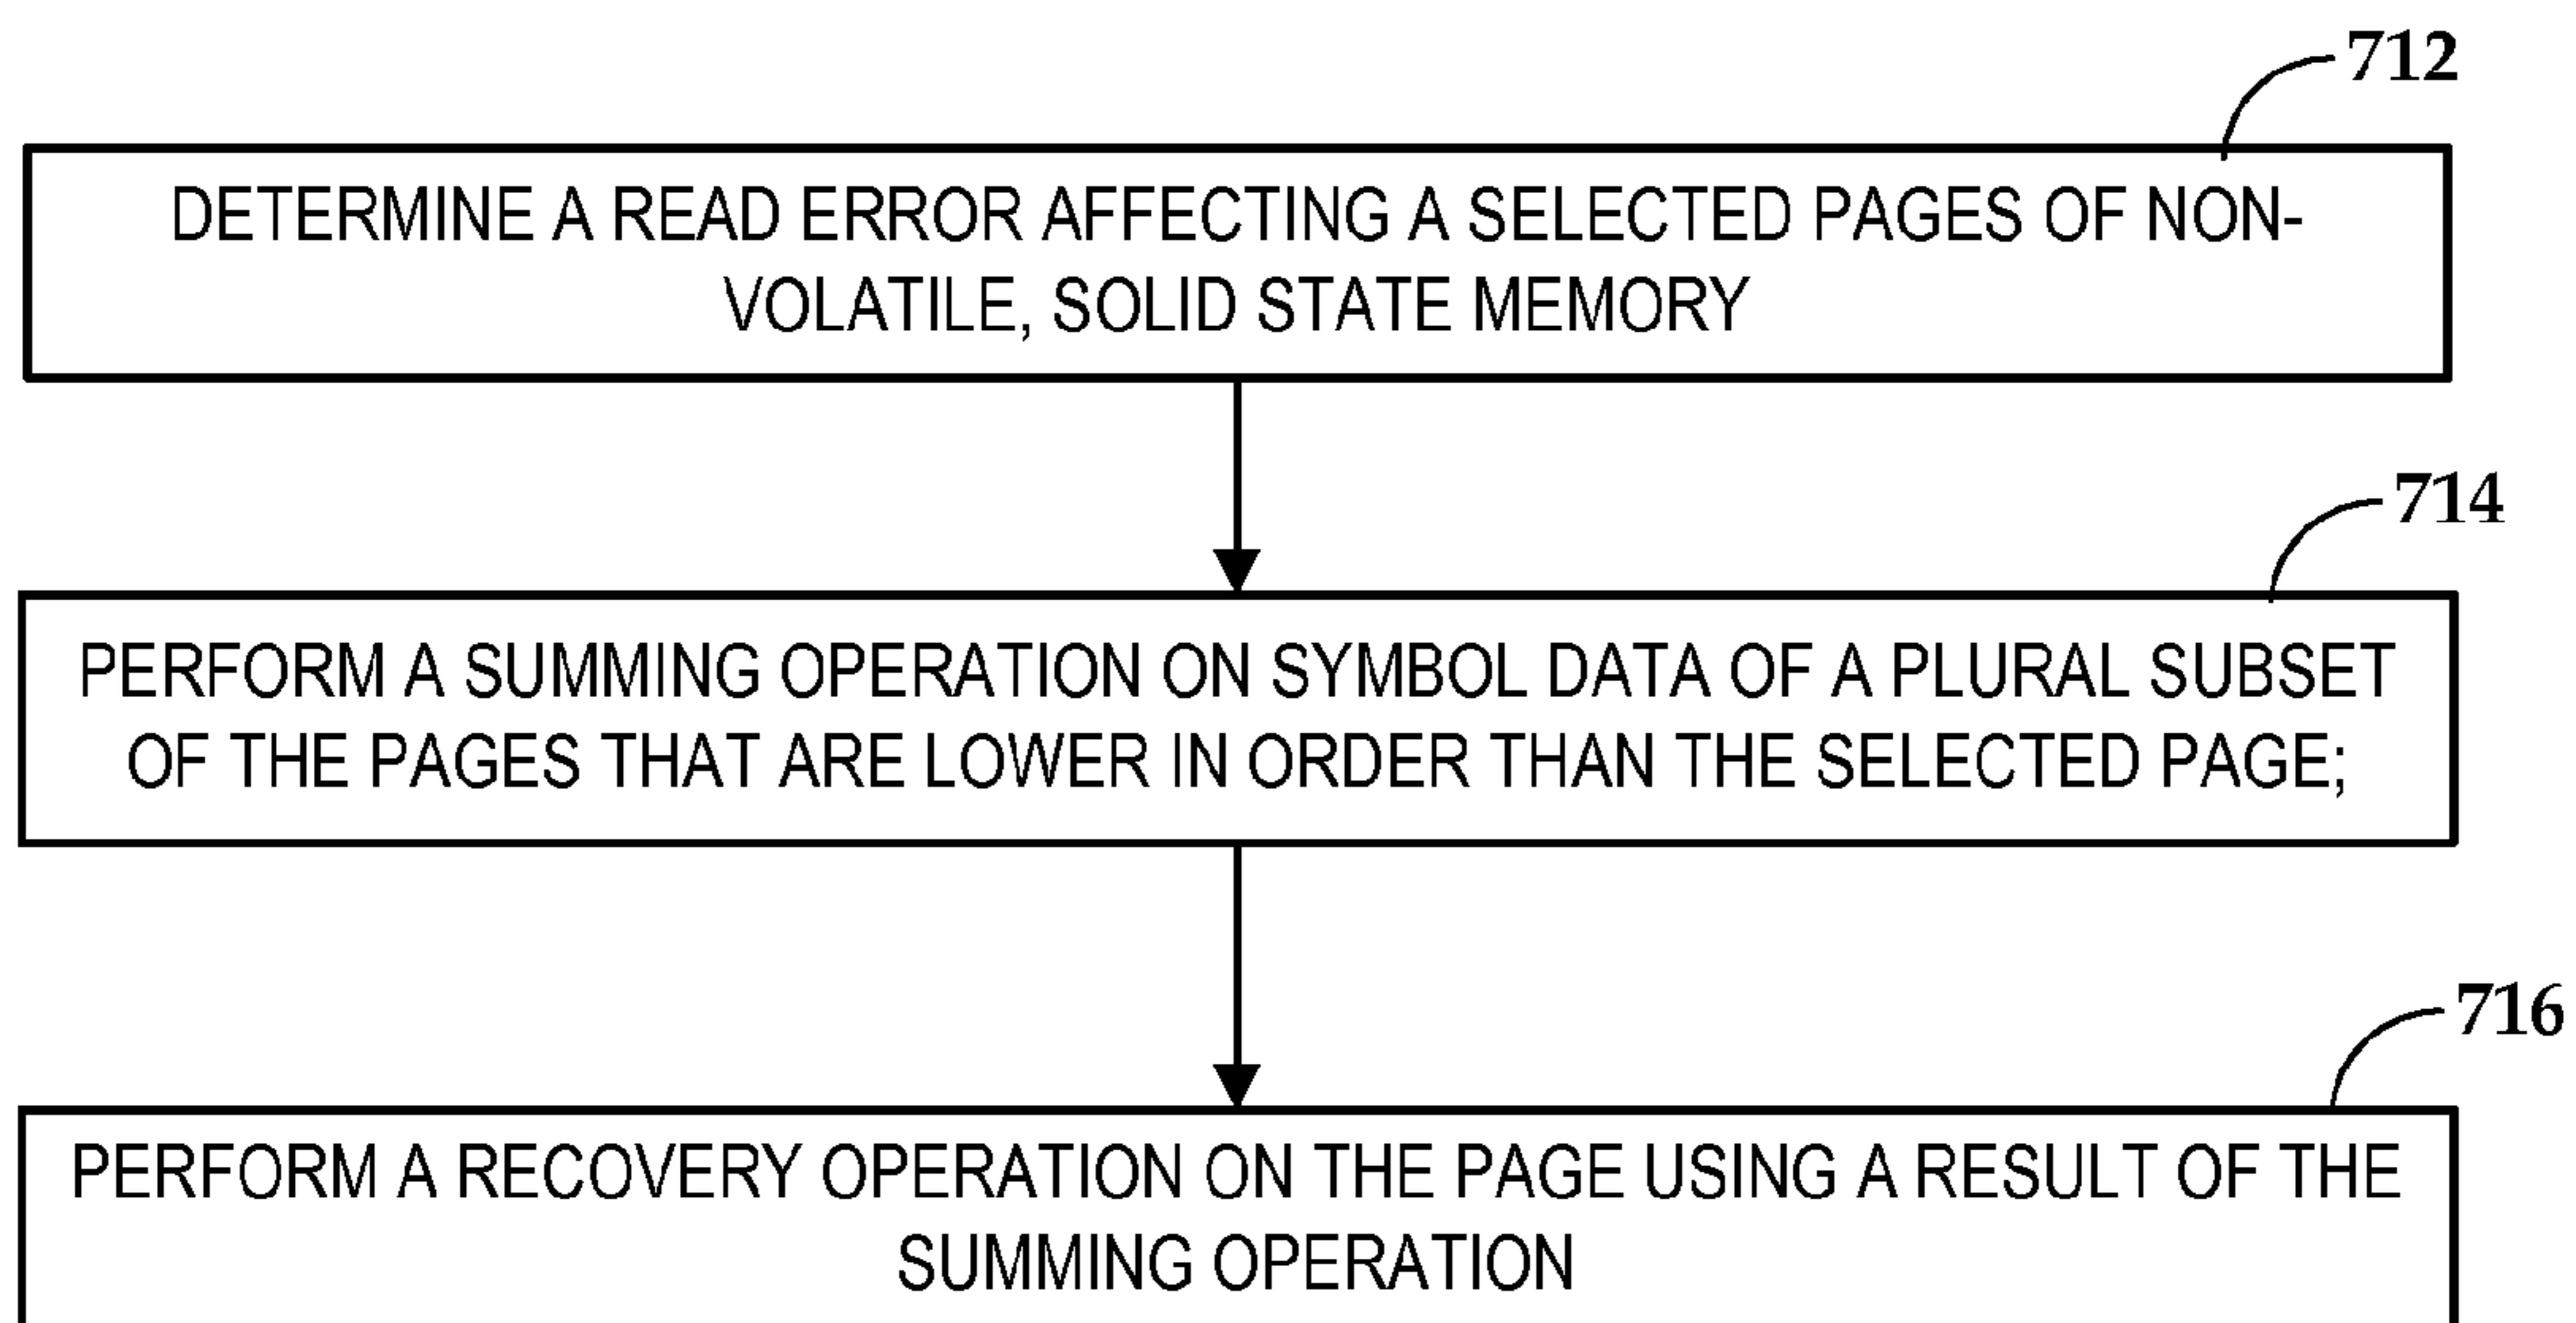 712
DETERMINE A READ ERROR AFFECTING A SELECTED PAGES OF NON-
VOLATILE, SOLID STATE MEMORY
714
PERFORM A SUMMING OPERATION ON SYMBOL DATA OF A PLURAL SUBSET
OF THE PAGES THAT ARE LOWER IN ORDER THAN THE SELECTED PAGE;
716
PERFORM A RECOVERY OPERATION ON THE PAGE USING A RESULT OF THE
SUMMING OPERATION